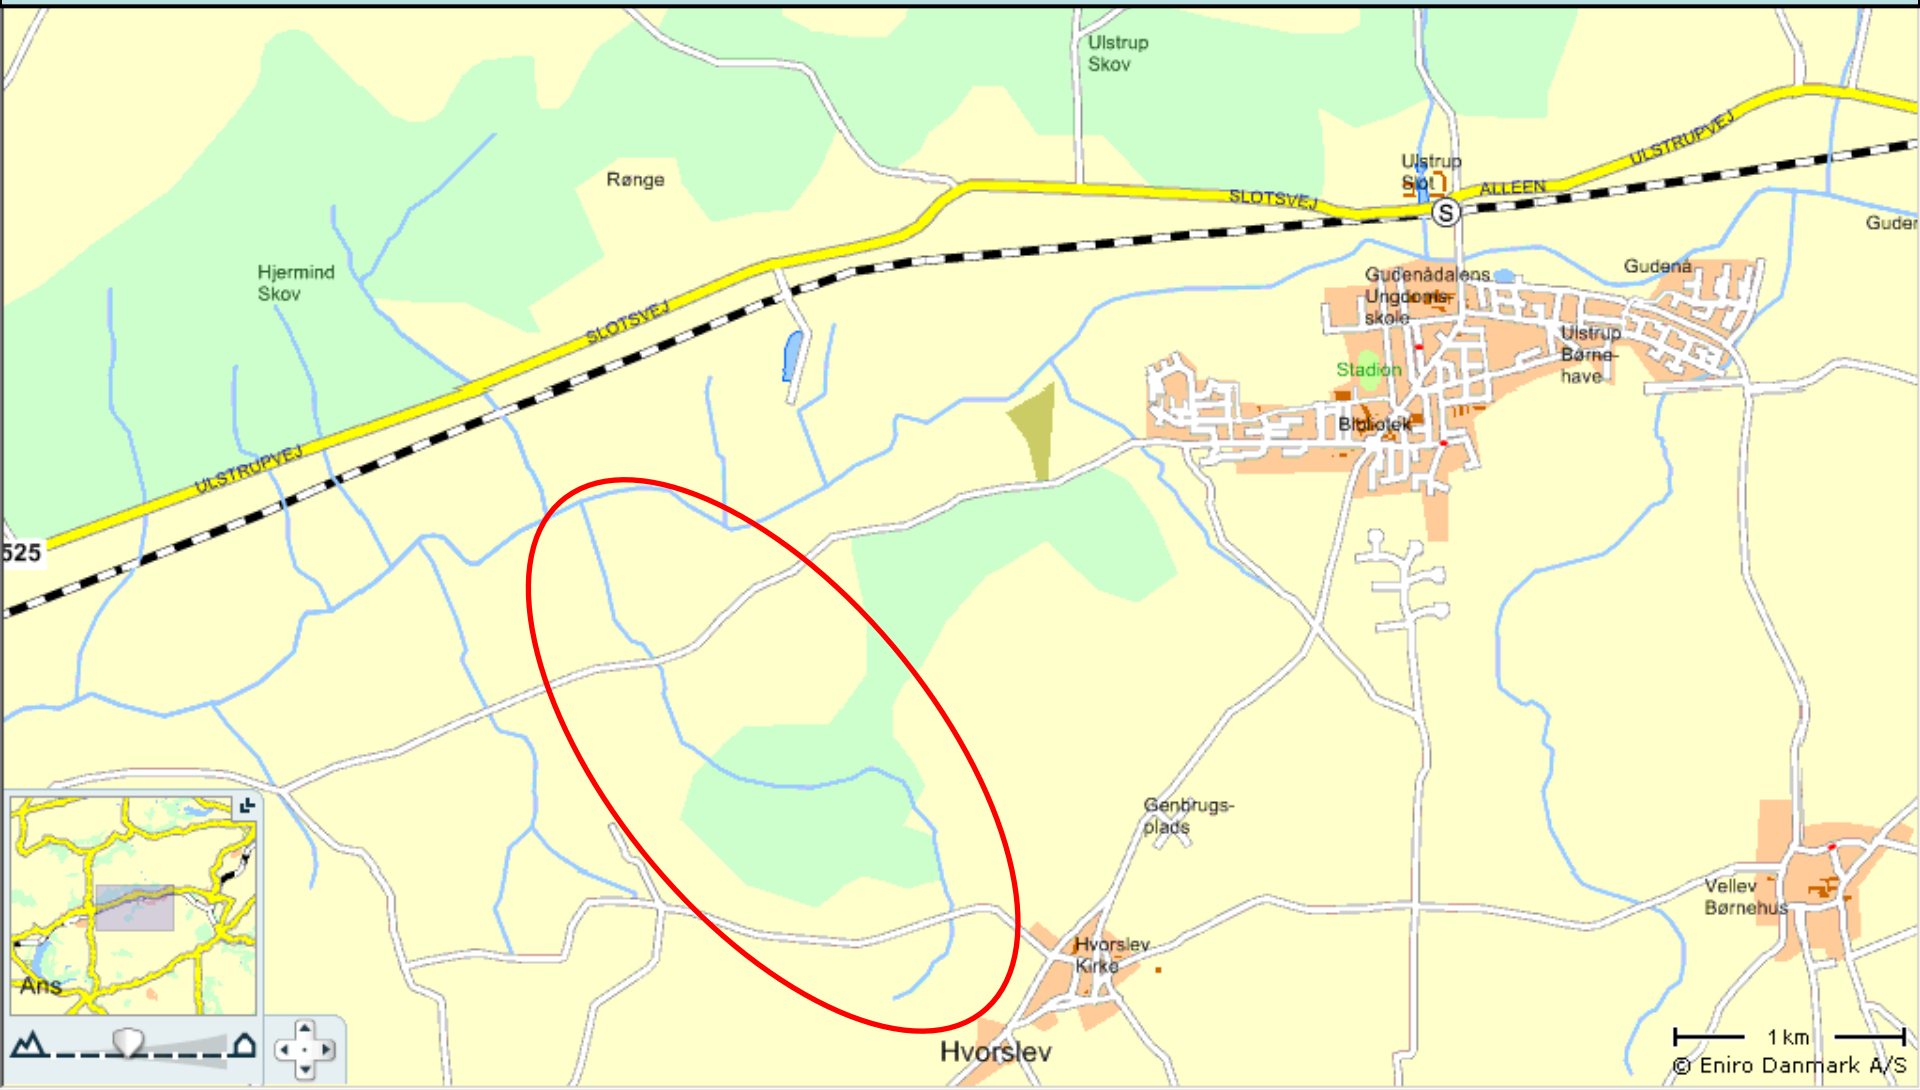 Ulstrup
Skov
ULSTRUPVEJ
Ulstrup
Slot
Rønge
SLOTSVEJ
ALLEEN
S
Guder
Hjermind
Skov
Gudenådalens
Ungdoms-
skole
Gudenå
SLOTSVEJ
Ulstrup
Børne-
have
Stadion
Bibliotek
ULSTRUPVEJ
525
Genbrugs-
plads
Vellev
Børnehus
Hvorslev
Kirke
Ans
Hvorslev
1 km
© Eniro Danmark A/S